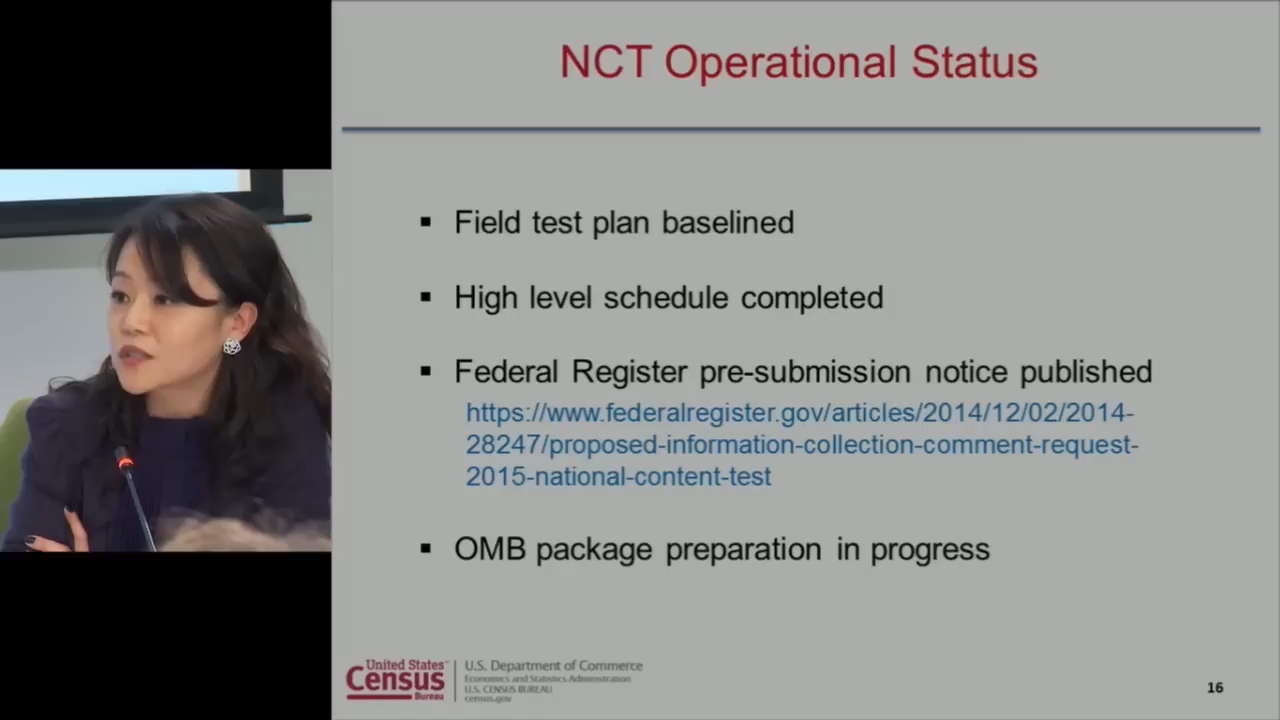 NCT Operational Status
▪ Field test plan baselined
▪ High level schedule completed
▪ Federal Register pre-submission notice published
https://www.federalregister.gov/articles/2014/12/02/2014-
28247/proposed-information-collection-comment-request-
2015-national-content-test
▪ OMB package preparation in progress
United States™
Census
Bureau
U.S. Department of Commerce
Economics and Statistics Administration
U.S. CENSUS BUREAU
census.gov
16